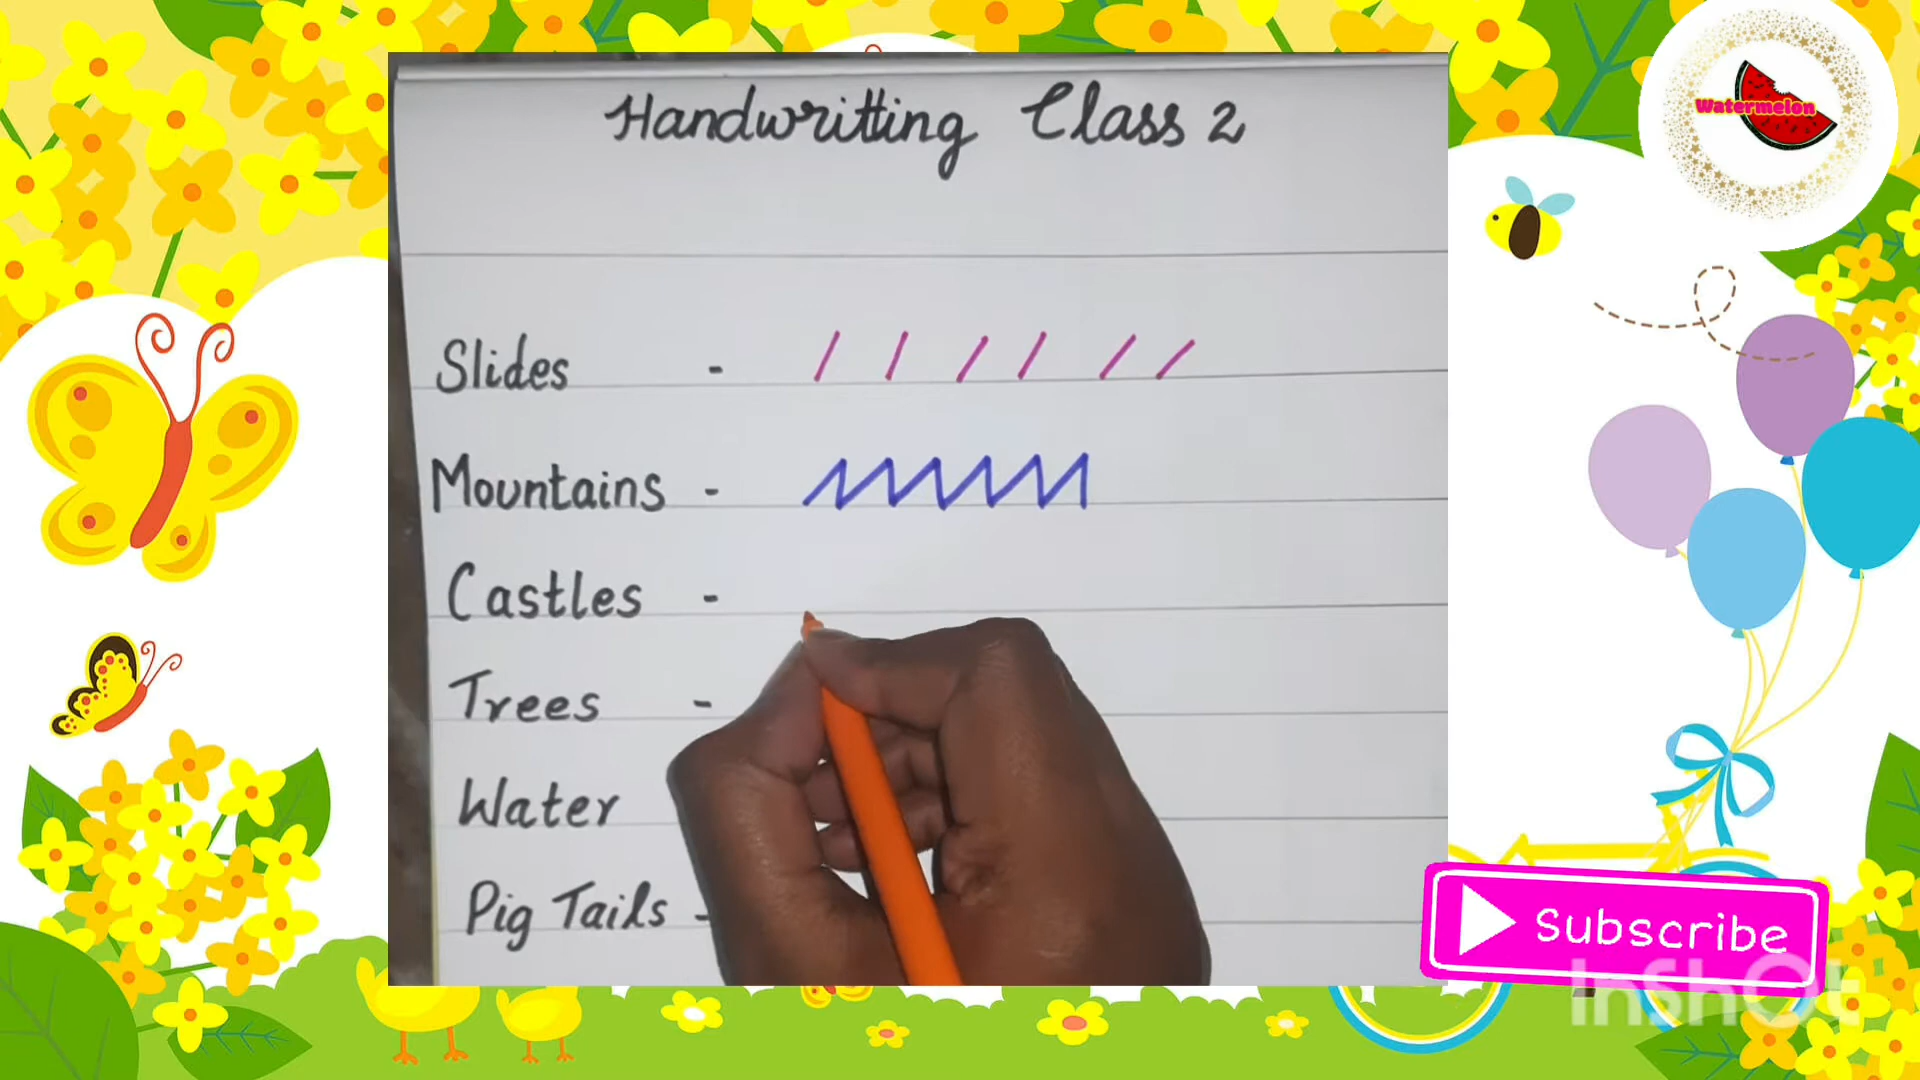 Handwritting Class 2
Watermelon
Slides -
Mountains -
Castles -
Trees -
Water
Pig Tails -
Subscribe
InShOt